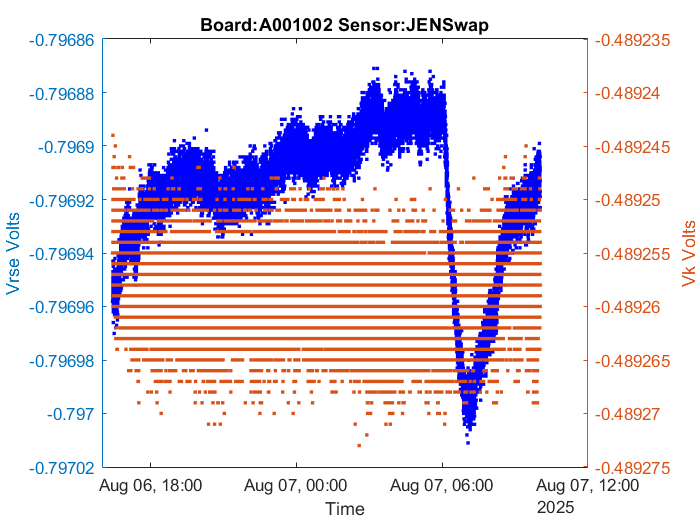 Board:A001002 Sensor:JENSwap
-0.79686
-0.79688
-0.7969
-0.79692
-0.79694
-0.79696
-0.79698
-0.797
-0.79702
Vrse Volts
-0.489235
-0.48924
-0.489245
-0.48925
-0.489255
-0.48926
-0.489265
-0.48927
-0.489275
Vk Volts
Aug 06, 18:00
Aug 07, 00:00
Aug 07, 06:00
Aug 07, 12:00
Time
2025